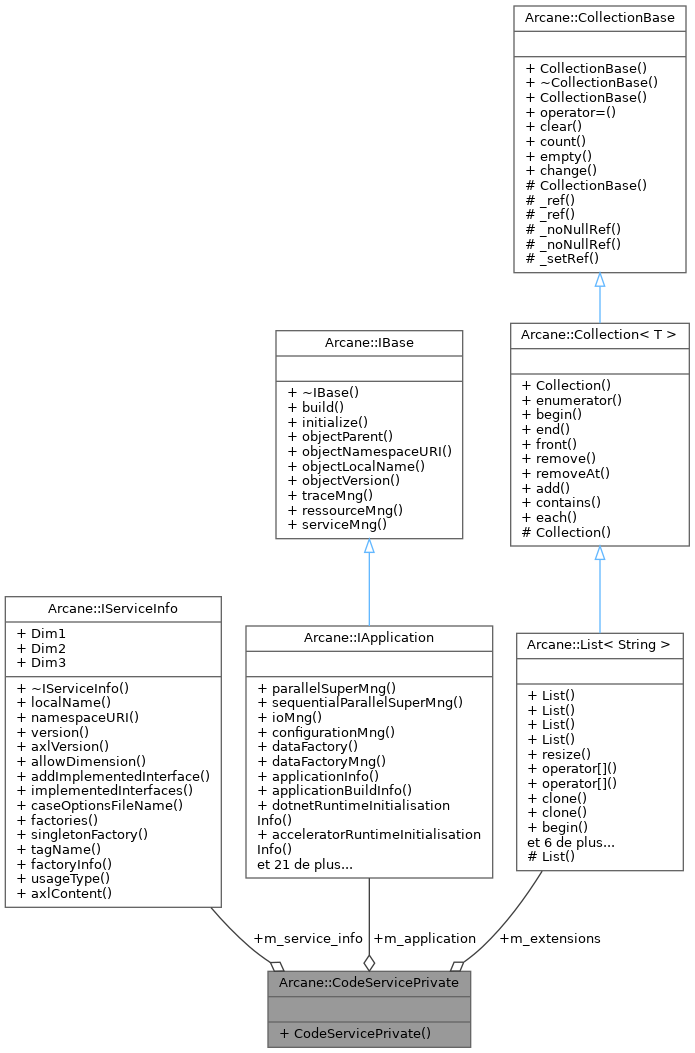 Arcane::CollectionBase
+ CollectionBase()
+ ~CollectionBase()
+ CollectionBase()
+ operator=()
+ clear()
+ count()
+ empty()
+ change()
# CollectionBase()
# _ref()
# _ref()
# _noNullRef()
# _noNullRef()
# _setRef()
Arcane::Collection< T >
+ Collection()
+ enumerator()
+ begin()
+ end()
+ front()
+ remove()
+ removeAt()
+ add()
+ contains()
+ each()
# Collection()
Arcane::IBase
+ ~IBase()
+ build()
+ initialize()
+ objectParent()
+ objectNamespaceURI()
+ objectLocalName()
+ objectVersion()
+ traceMng()
+ ressourceMng()
+ serviceMng()
Arcane::IServiceInfo
+ Dim1
+ Dim2
+ Dim3
+ ~IServiceInfo()
+ localName()
+ namespaceURI()
+ version()
+ axlVersion()
+ allowDimension()
+ addImplementedInterface()
+ implementedInterfaces()
+ caseOptionsFileName()
+ factories()
+ singletonFactory()
+ tagName()
+ factoryInfo()
+ usageType()
+ axlContent()
Arcane::IApplication
+ parallelSuperMng()
+ sequentialParallelSuperMng()
+ ioMng()
+ configurationMng()
+ dataFactory()
+ dataFactoryMng()
+ applicationInfo()
+ applicationBuildInfo()
+ dotnetRuntimeInitialisation
Info()
+ acceleratorRuntimeInitialisation
Info()
et 21 de plus...
Arcane::List< String >
+ List()
+ List()
+ List()
+ List()
+ resize()
+ operator[]()
+ operator[]()
+ clone()
+ clone()
+ begin()
et 6 de plus...
# List()
+m_service_info
+m_application
+m_extensions
Arcane::CodeServicePrivate
+ CodeServicePrivate()